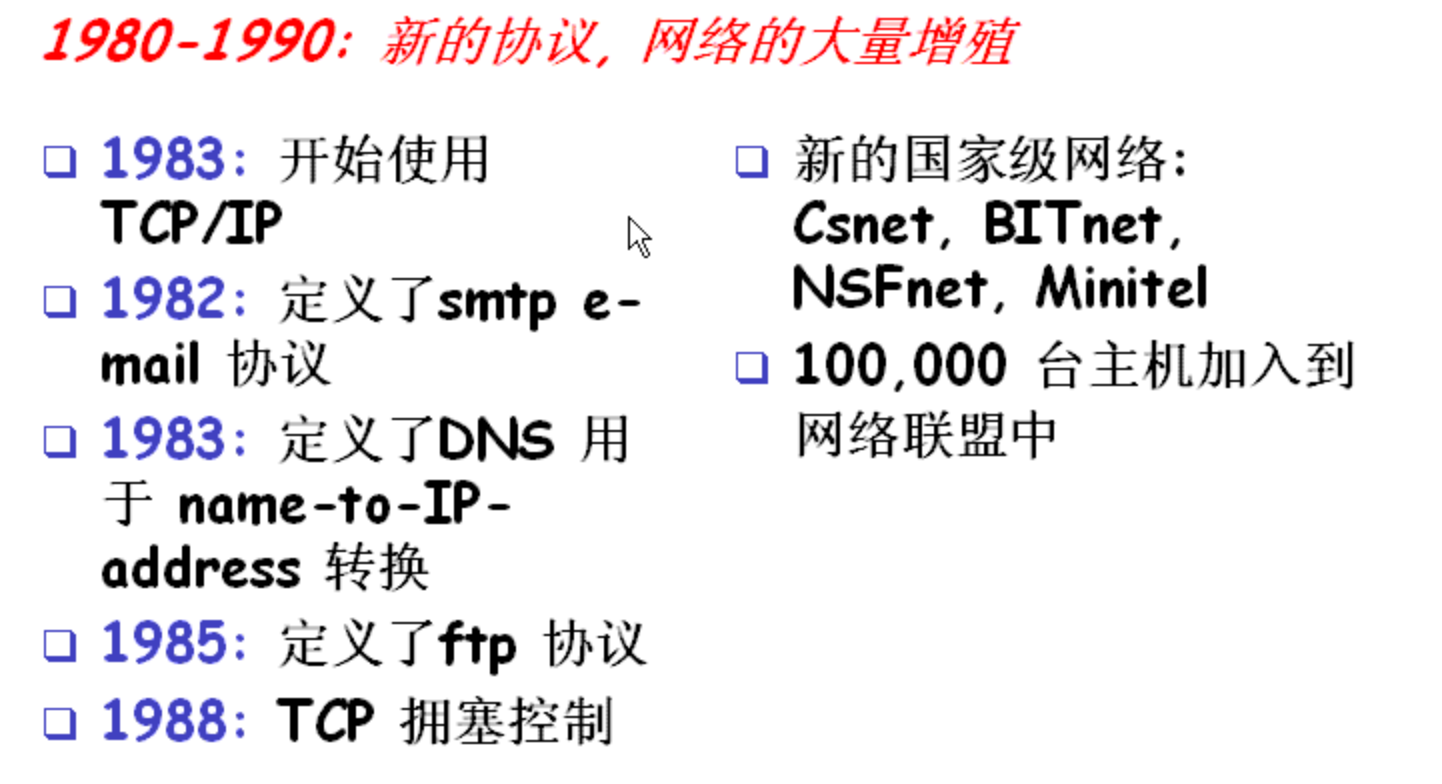 1980-1990: 新的协议, 网络的大量增殖
1983: 开始使用
TCP/IP
1982: 定义了smtp e-
mail 协议
1983: 定义了DNS 用
于 name-to-IP-
address 转换
1985: 定义了ftp 协议
1988: TCP 拥塞控制
新的国家级网络:
Csnet, BITnet,
NSFnet, Minitel
100,000 台主机加入到
网络联盟中